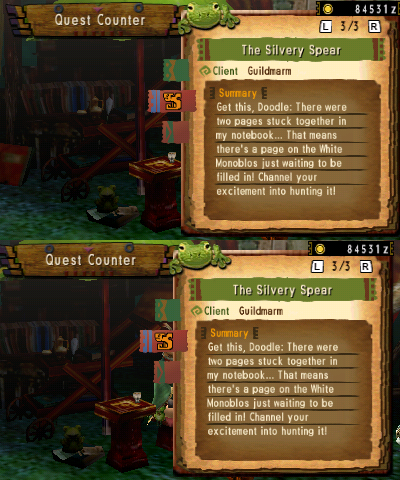 Quest Counter
84531z
L 3/3 R
The Silvery Spear
Client Guildmarm
Summary
Get this, Doodle: There were
two pages stuck together in
my notebook... That means
there's a page on the White
Monoblos just waiting to be
filled in! Channel your
excitement into hunting it!
Quest Counter
84531z
L 3/3 R
The Silvery Spear
Client Guildmarm
Summary
Get this, Doodle: There were
two pages stuck together in
my notebook... That means
there's a page on the White
Monoblos just waiting to be
filled in! Channel your
excitement into hunting it!